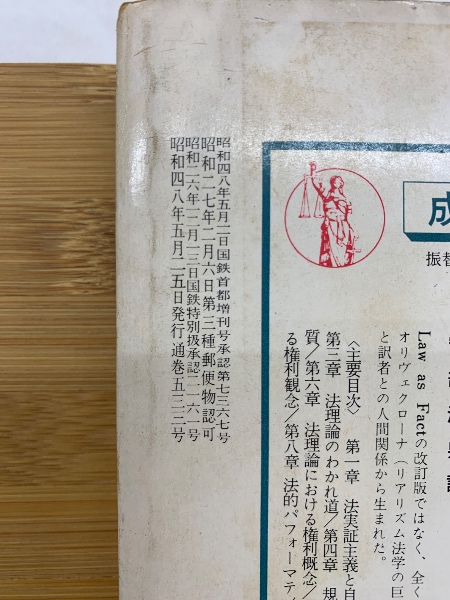 昭和四八年五月二日国鉄首都増刊号承認第七三六七号
昭和二七年二月六日第三種郵便物認可
昭和二六年二月一三日国鉄特別扱承認二一六一号
昭和四八年五月二五日発行通巻五三三号
成
振替
Law as Factの改訂版ではなく、全く
オリヴェクローナ(リアリズム法学の巨
と訳者との人間関係から生まれた。
〈主要目次〉 第一章 法実証主義と自
第三章 法理論のわかれ道/第四章 規
質/第六章 法理論における権利概念/
る権利観念/第八章 法的パフォーマティ